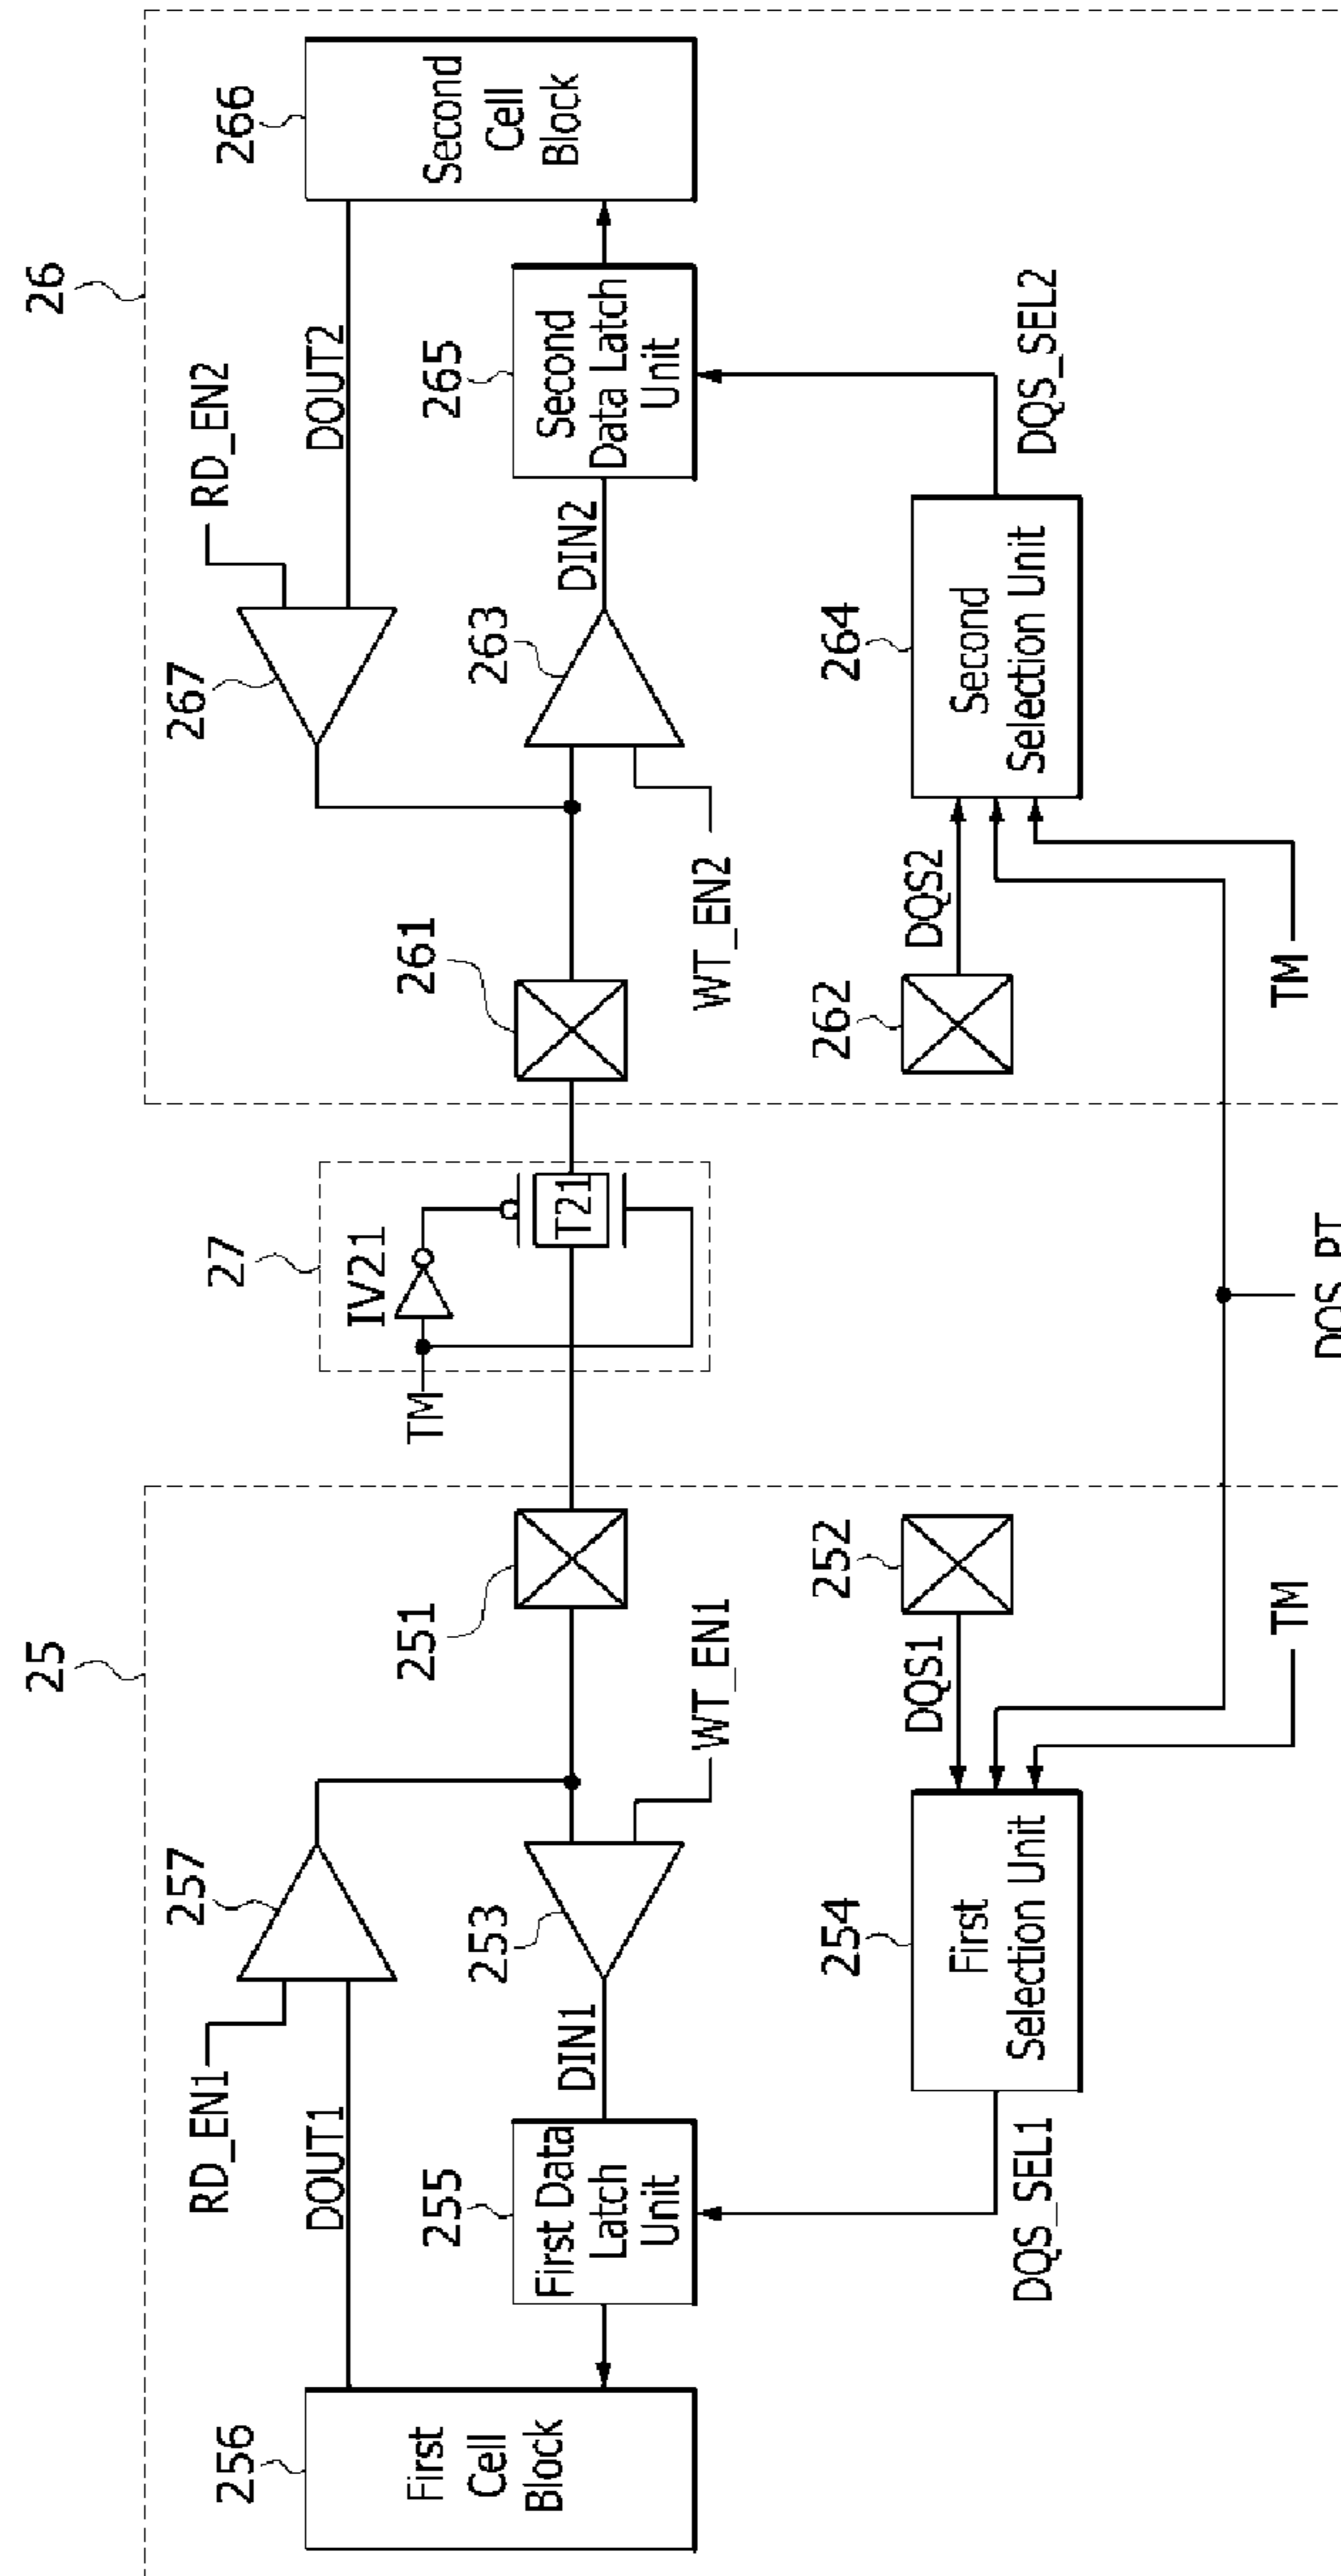 25
26
256
First
Cell
Block
RD_EN1
DOUT1
257
255
First Data
Latch
Unit
DIN1
253
WT_EN1
251
DQS_SEL1
254
First
Selection Unit
DQS1
252
TM
27
IV21
TM
T21
DQS_PT
261
WT_EN2
262
DQS2
TM
267
RD_EN2
DOUT2
263
DIN2
265
Second
Data Latch
Unit
264
Second
Selection Unit
DQS_SEL2
266
Second
Cell
Block